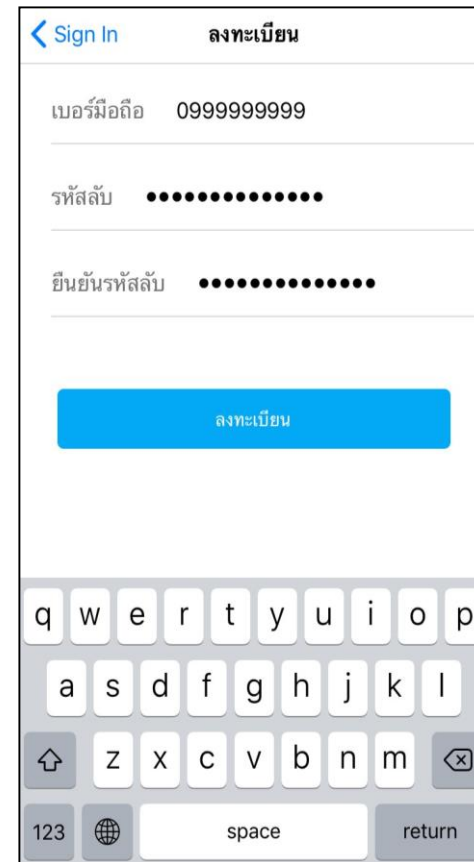 Sign In ลงทะเบียน
เบอร์มือถือ 0999999999
รหัสลับ ••••••••••••••
ยืนยันรหัสลับ ••••••••••••••
ลงทะเบียน
q w e r t y u i o p
a s d f g h j k l
z x c v b n m
123 space return